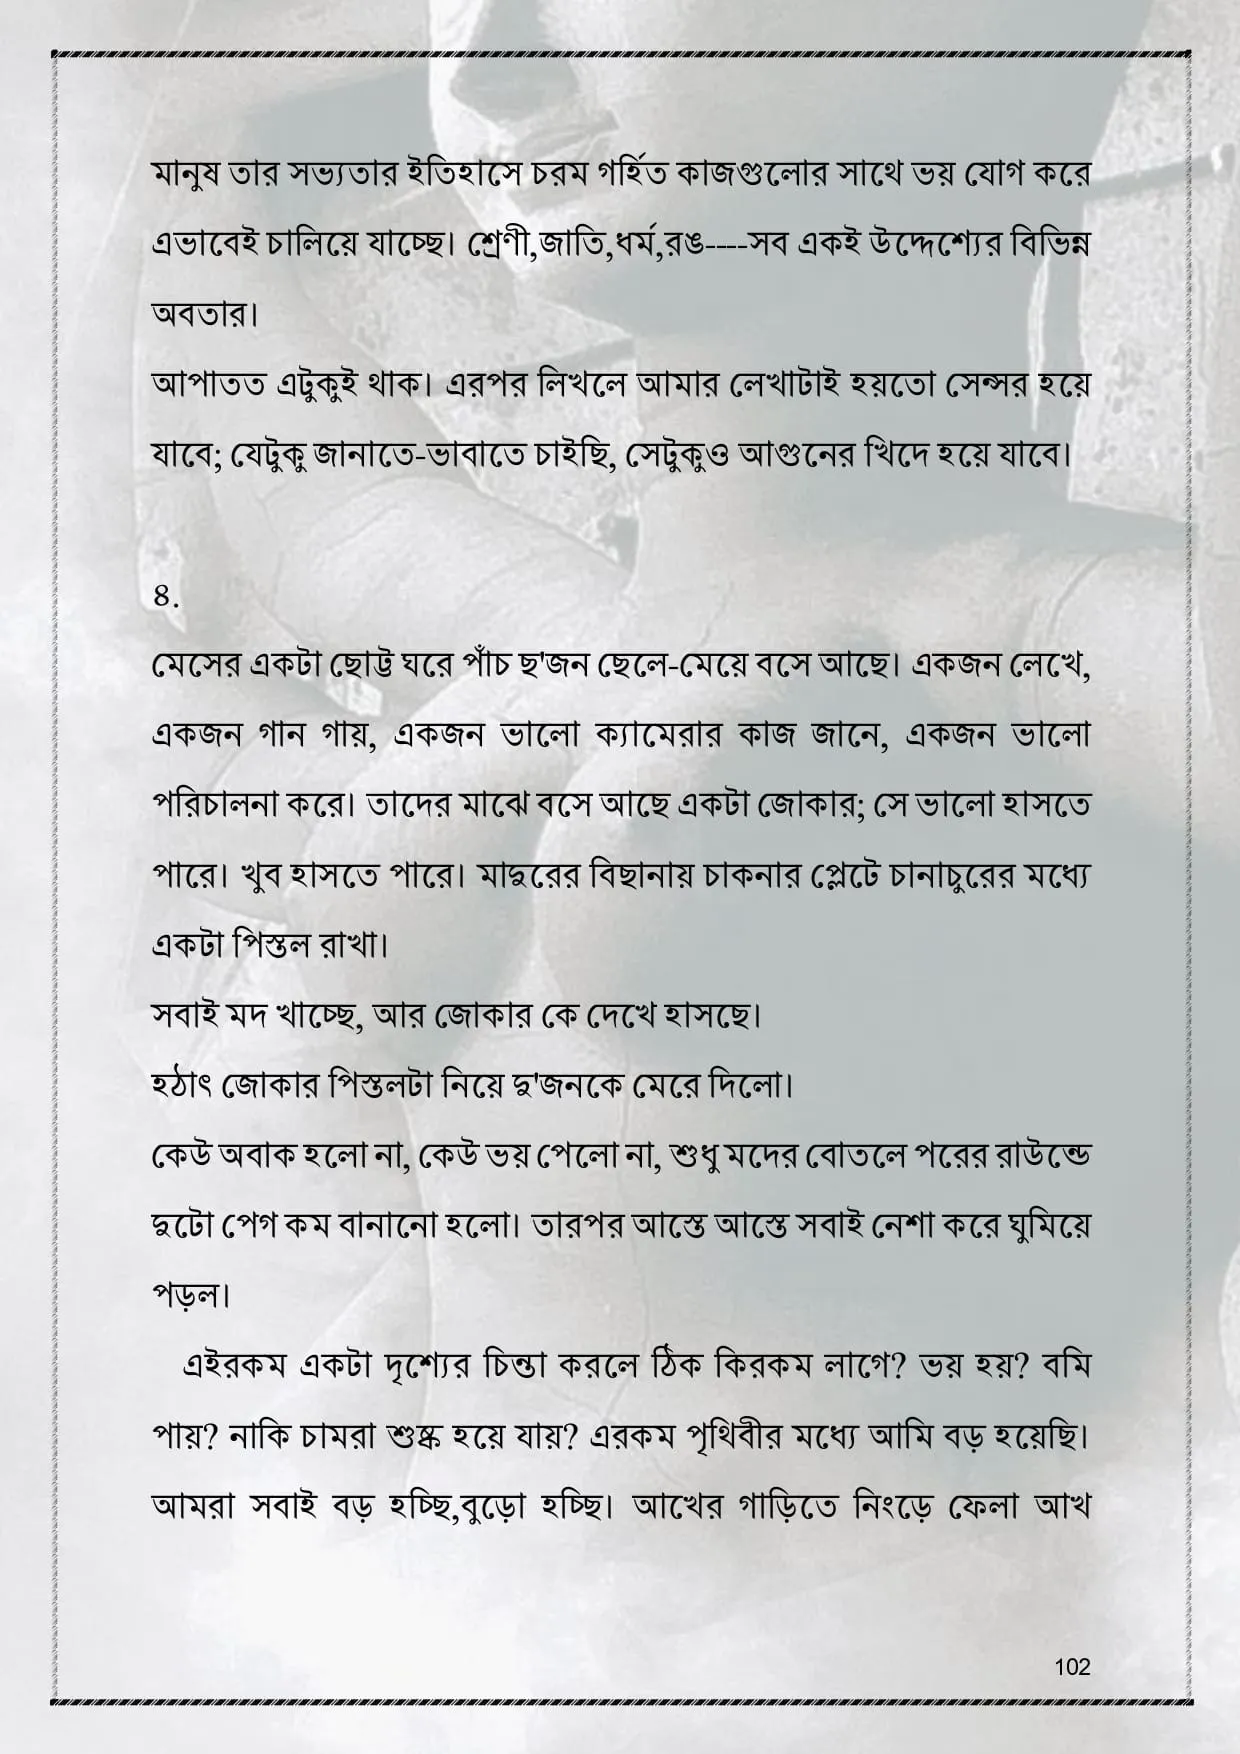 মানুষ তার সভ্যতার ইতিহাসে চরম গর্হিত কাজগুলোর সাথে ভয় যোগ করে
এভাবেই চালিয়ে যাচ্ছে। শ্রেণী,জাতি,ধর্ম,রঙ----সব একই উদ্দেশ্যের বিভিন্ন
অবতার।
আপাতত এটুকুই থাক। এরপর লিখলে আমার লেখাটাই হয়তো সেন্সর হয়ে
যাবে; যেটুকু জানাতে-ভাবাতে চাইছি, সেটুকুও আগুনের খিদে হয়ে যাবে।
৪.
মেসের একটা ছোট্ট ঘরে পাঁচ ছ'জন ছেলে-মেয়ে বসে আছে। একজন লেখে,
একজন গান গায়, একজন ভালো ক্যামেরার কাজ জানে, একজন ভালো
পরিচালনা করে। তাদের মাঝে বসে আছে একটা জোকার; সে ভালো হাসতে
পারে। খুব হাসতে পারে। মাদুরের বিছানায় চাকনার প্লেটে চানাচুরের মধ্যে
একটা পিস্তল রাখা।
সবাই মদ খাচ্ছে, আর জোকার কে দেখে হাসছে।
হঠাৎ জোকার পিস্তলটা নিয়ে দু'জনকে মেরে দিলো।
কেউ অবাক হলো না, কেউ ভয় পেলো না, শুধু মদের বোতলে পরের রাউন্ডে
দুটো পেগ কম বানানো হলো। তারপর আস্তে আস্তে সবাই নেশা করে ঘুমিয়ে
পড়ল।
এইরকম একটা দৃশ্যের চিন্তা করলে ঠিক কিরকম লাগে? ভয় হয়? বমি
পায়? নাকি চামরা শুষ্ক হয়ে যায়? এরকম পৃথিবীর মধ্যে আমি বড় হয়েছি।
আমরা সবাই বড় হচ্ছি,বুড়ো হচ্ছি। আখের গাড়িতে নিংড়ে ফেলা আখ
102